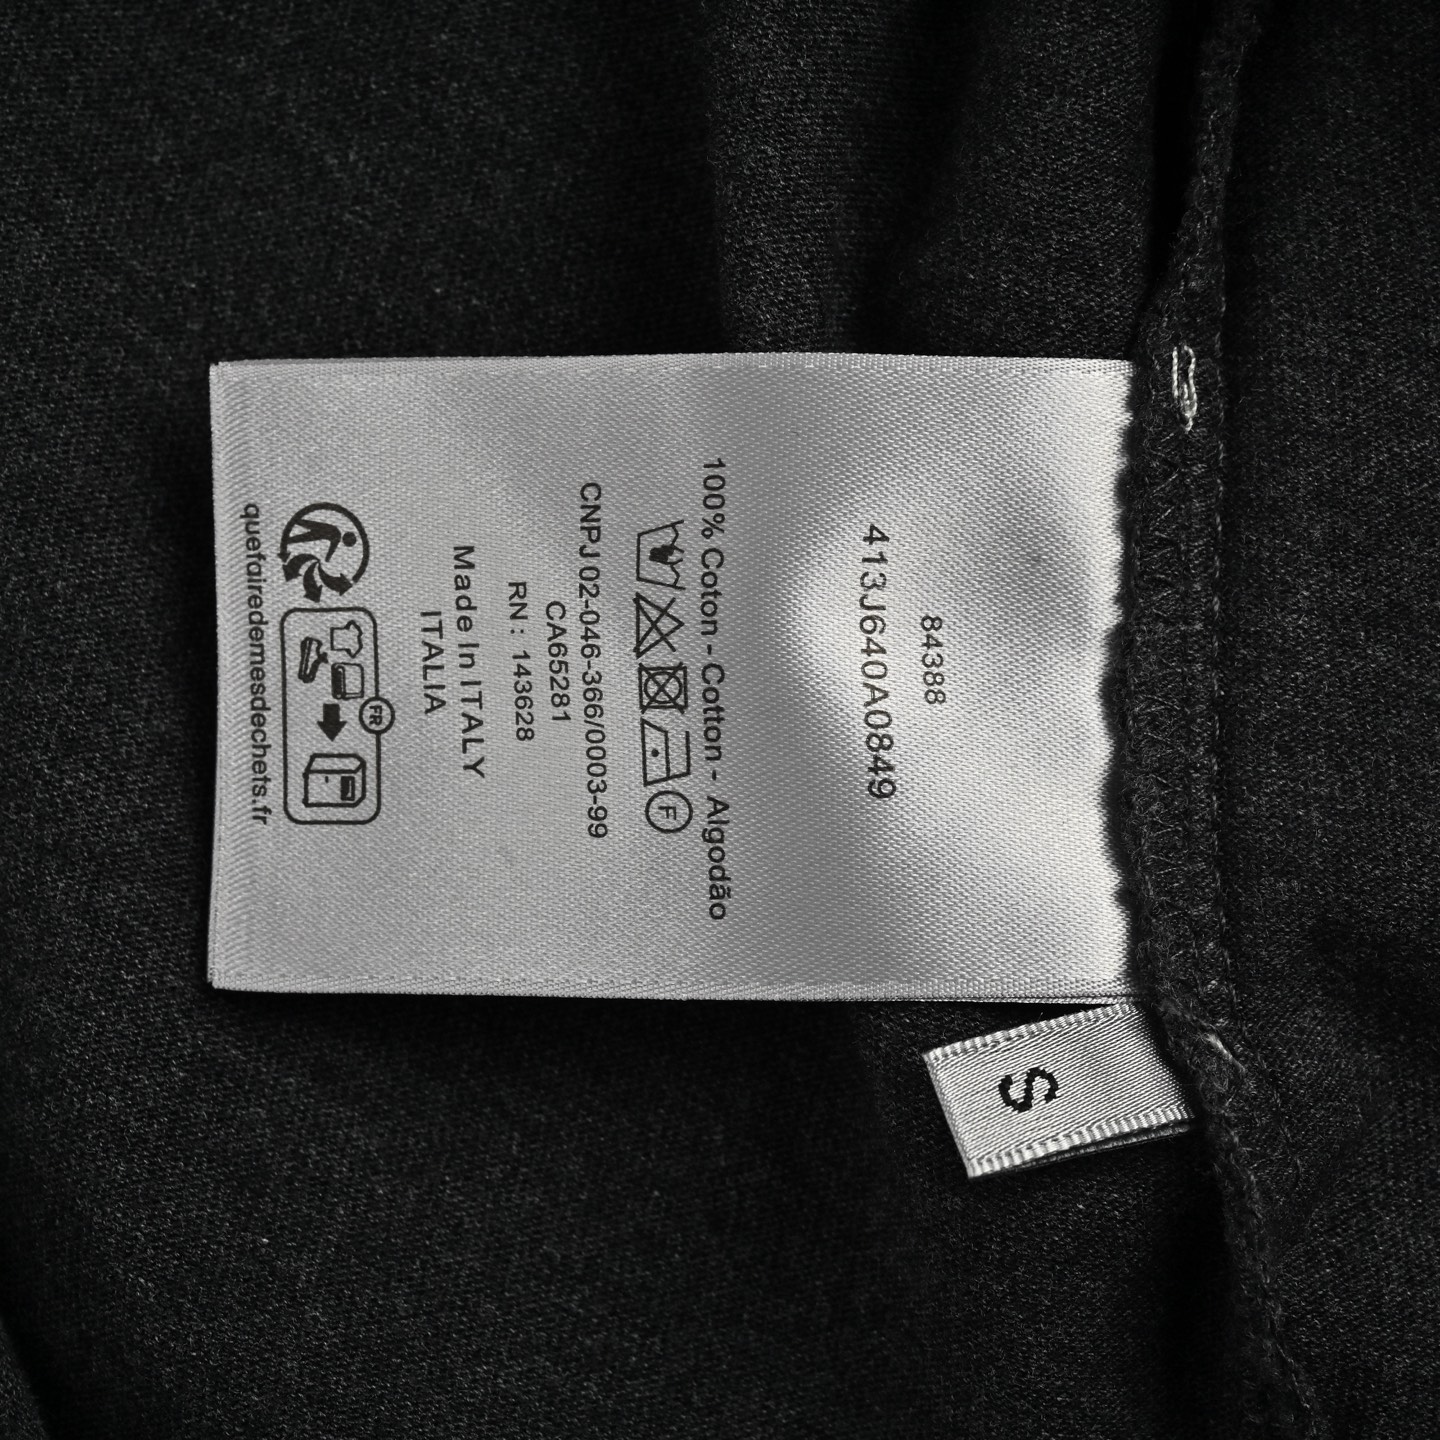 84388
413J640A0849
100% Coton - Cotton - Algodão
F
CNPJ 02-046-366/0003-99
CA65281
RN : 143628
Made In ITALY
ITALIA
FR
quefairedemesdechets.fr
S